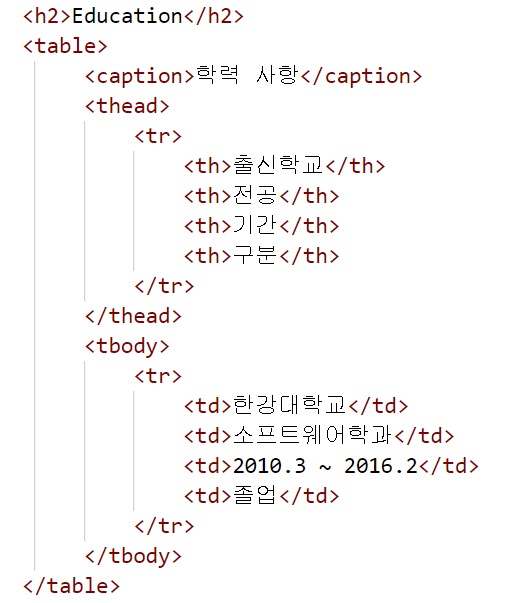 <h2>Education</h2>
<table>
<caption>학력 사항</caption>
<thead>
<tr>
<th>출신학교</th>
<th>전공</th>
<th>기간</th>
<th>구분</th>
</tr>
</thead>
<tbody>
<tr>
<td>한강대학교</td>
<td>소프트웨어학과</td>
<td>2010.3 ~ 2016.2</td>
<td>졸업</td>
</tr>
</tbody>
</table>